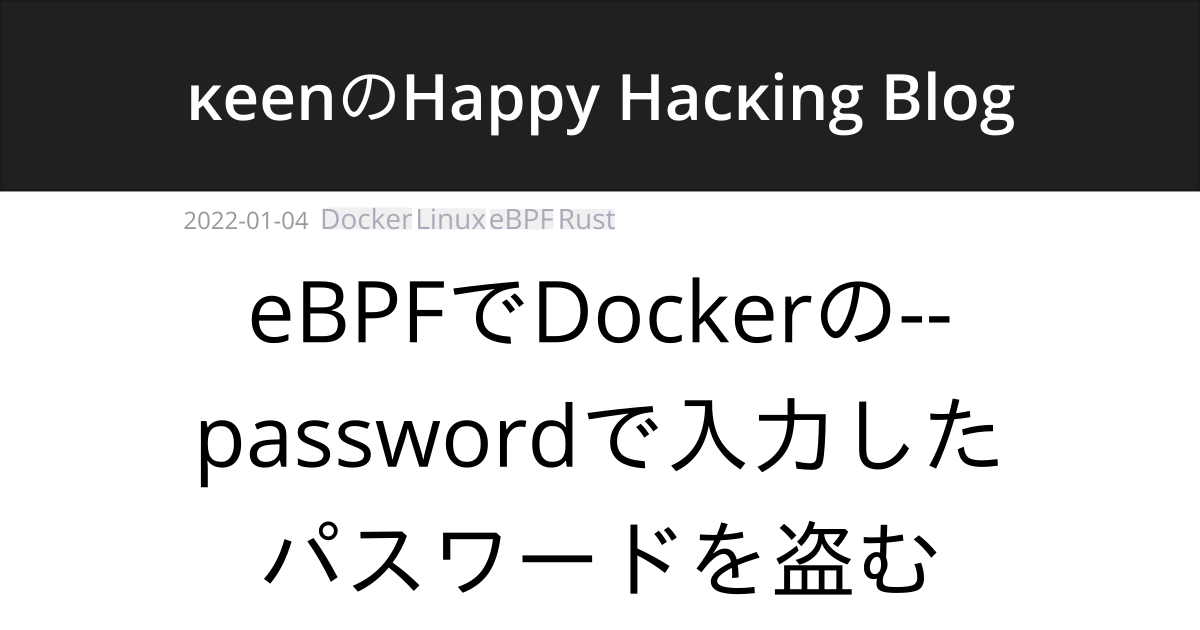 κeenのHappy Hacκing Blog
2022-01-04 Docker Linux eBPF Rust
eBPFでDockerの--
passwordで入力した
パスワードを盗む